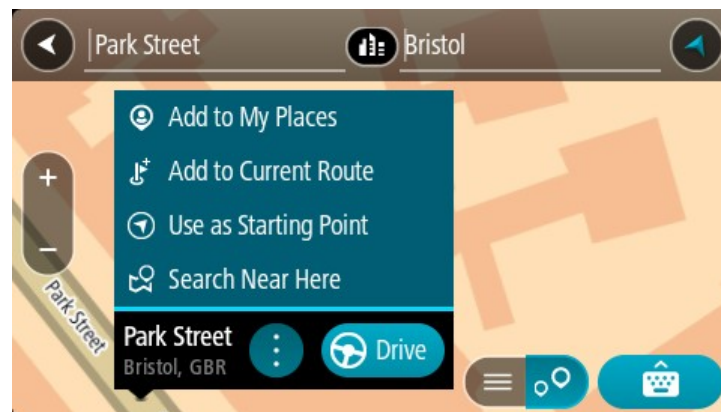 Park Street Bristol
Add to My Places
Add to Current Route
Use as Starting Point
Search Near Here
Park Street
Park Street
Bristol, GBR
Drive